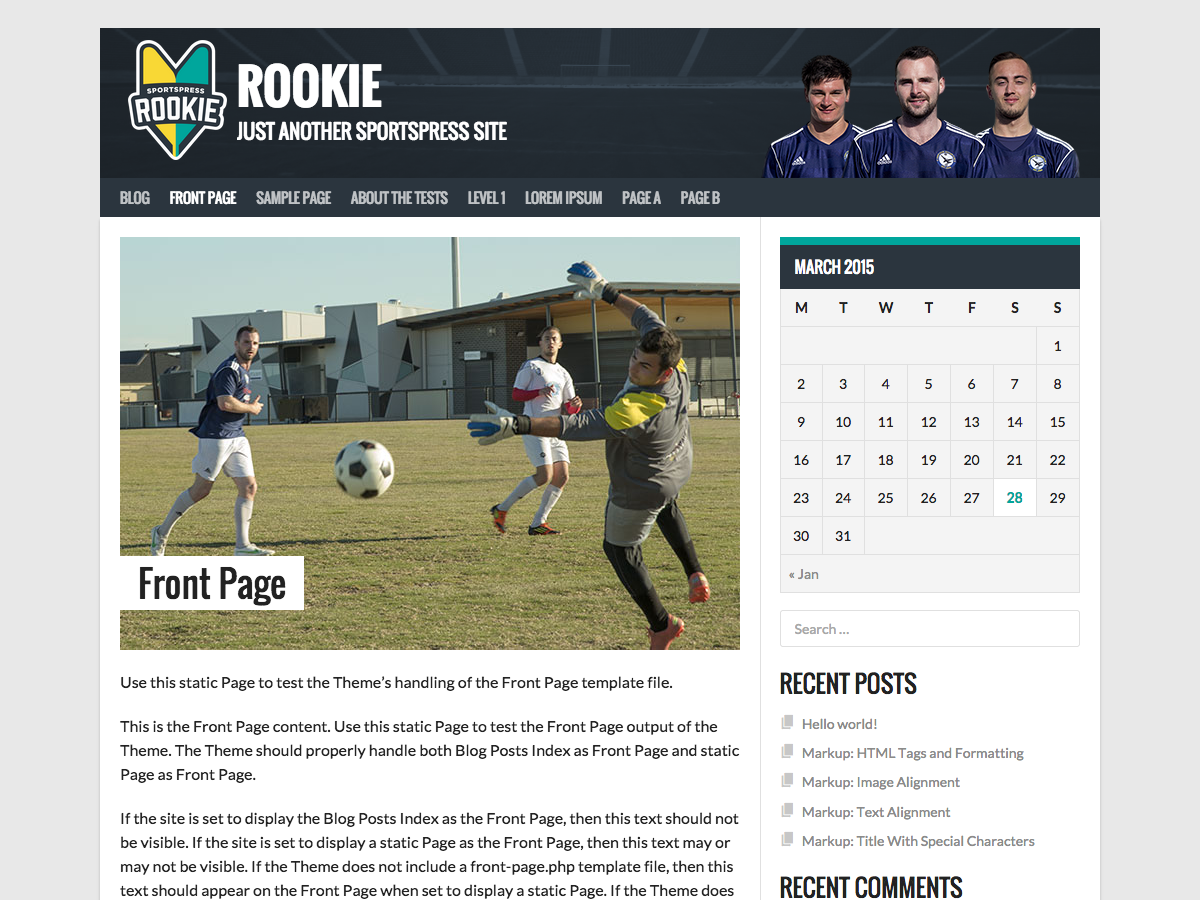 SPORTSPRESS
ROOKIE
ROOKIE
JUST ANOTHER SPORTSPRESS SITE
BLOG FRONT PAGE SAMPLE PAGE ABOUT THE TESTS LEVEL 1 LOREM IPSUM PAGE A PAGE B
Front Page
Use this static Page to test the Theme’s handling of the Front Page template file.
This is the Front Page content. Use this static Page to test the Front Page output of the
Theme. The Theme should properly handle both Blog Posts Index as Front Page and static
Page as Front Page.
If the site is set to display the Blog Posts Index as the Front Page, then this text should not
be visible. If the site is set to display a static Page as the Front Page, then this text may or
may not be visible. If the Theme does not include a front-page.php template file, then this
text should appear on the Front Page when set to display a static Page. If the Theme does
MARCH 2015
M T W T F S S
1
2 3 4 5 6 7 8
9 10 11 12 13 14 15
16 17 18 19 20 21 22
23 24 25 26 27 28 29
30 31
« Jan
Search ...
RECENT POSTS
Hello world!
Markup: HTML Tags and Formatting
Markup: Image Alignment
Markup: Text Alignment
Markup: Title With Special Characters
RECENT COMMENTS